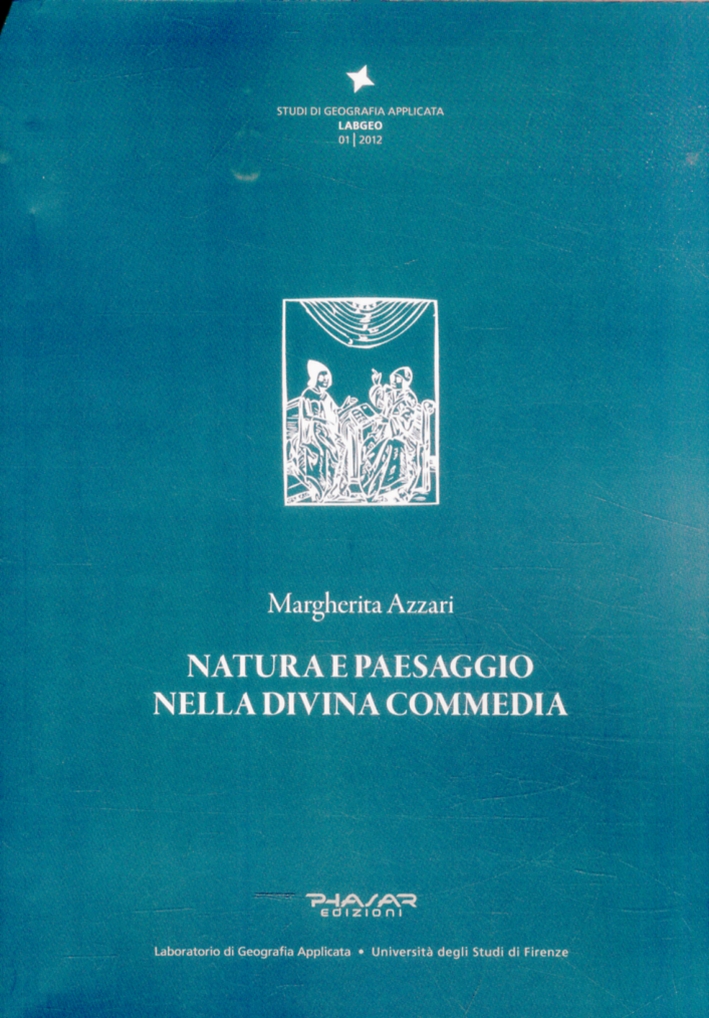 STUDI DI GEOGRAFIA APPLICATA
LABGEO
01 | 2012
Margherita Azzari
NATURA E PAESAGGIO
NELLA DIVINA COMMEDIA
PHASAR
EDIZIONI
Laboratorio di Geografia Applicata • Università degli Studi di Firenze